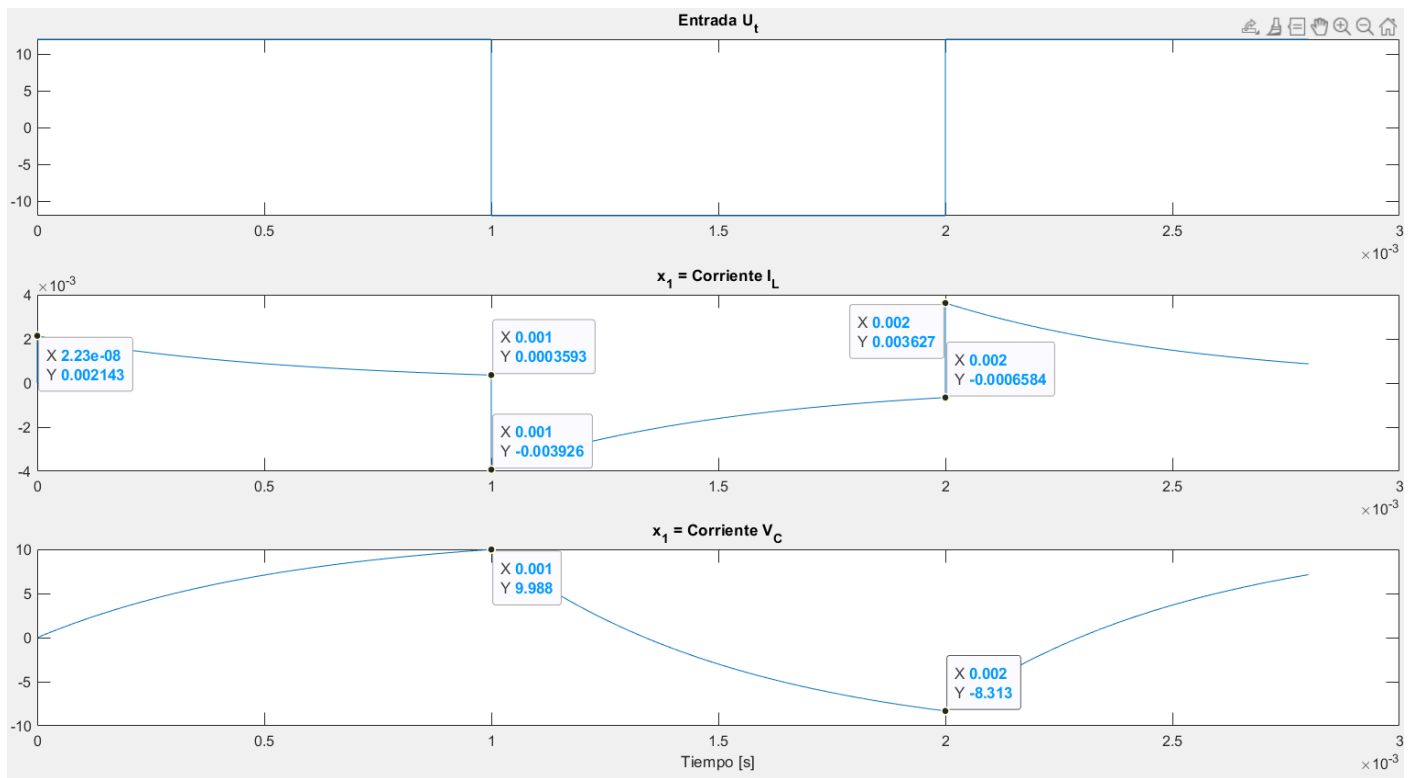 Entrada U_t
10
5
0
-5
-10
0 0.5 1 1.5 2 2.5 3
×10^-3
x_1 = Corriente I_L
×10^-3
4
2
0
-2
-4
X 2.23e-08
Y 0.002143
X 0.001
Y 0.0003593
X 0.001
Y -0.003926
X 0.002
Y 0.003627
X 0.002
Y -0.0006584
0 0.5 1 1.5 2 2.5 3
×10^-3
x_1 = Corriente V_C
10
5
0
-5
-10
X 0.001
Y 9.988
X 0.002
Y -8.313
0 0.5 1 1.5 2 2.5 3
Tiempo [s]
×10^-3